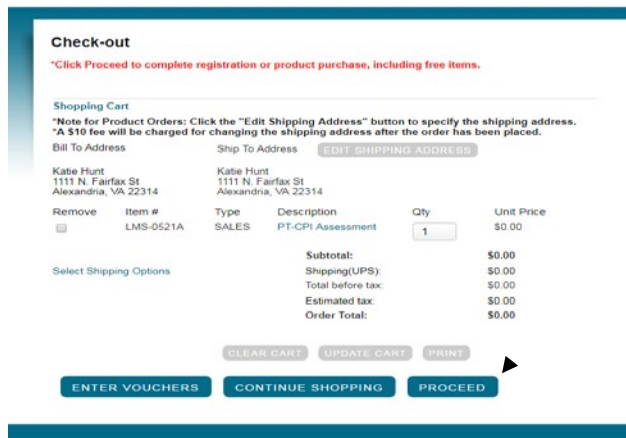 Check-out
*Click Proceed to complete registration or product purchase, including free items.
Shopping Cart
*Note for Product Orders: Click the "Edit Shipping Address" button to specify the shipping address.
*A $10 fee will be charged for changing the shipping address after the order has been placed.
Bill To Address Ship To Address EDIT SHIPPING ADDRESS
Katie Hunt Katie Hunt
1111 N. Fairfax St 1111 N. Fairfax St
Alexandria, VA 22314 Alexandria, VA 22314
Remove Item # Type Description Qty Unit Price
LMS-0521A SALES PT-CPI Assessment 1 $0.00
Subtotal: $0.00
Select Shipping Options Shipping(UPS): $0.00
Total before tax: $0.00
Estimated tax: $0.00
Order Total: $0.00
CLEAR CART UPDATE CART PRINT
ENTER VOUCHERS CONTINUE SHOPPING PROCEED